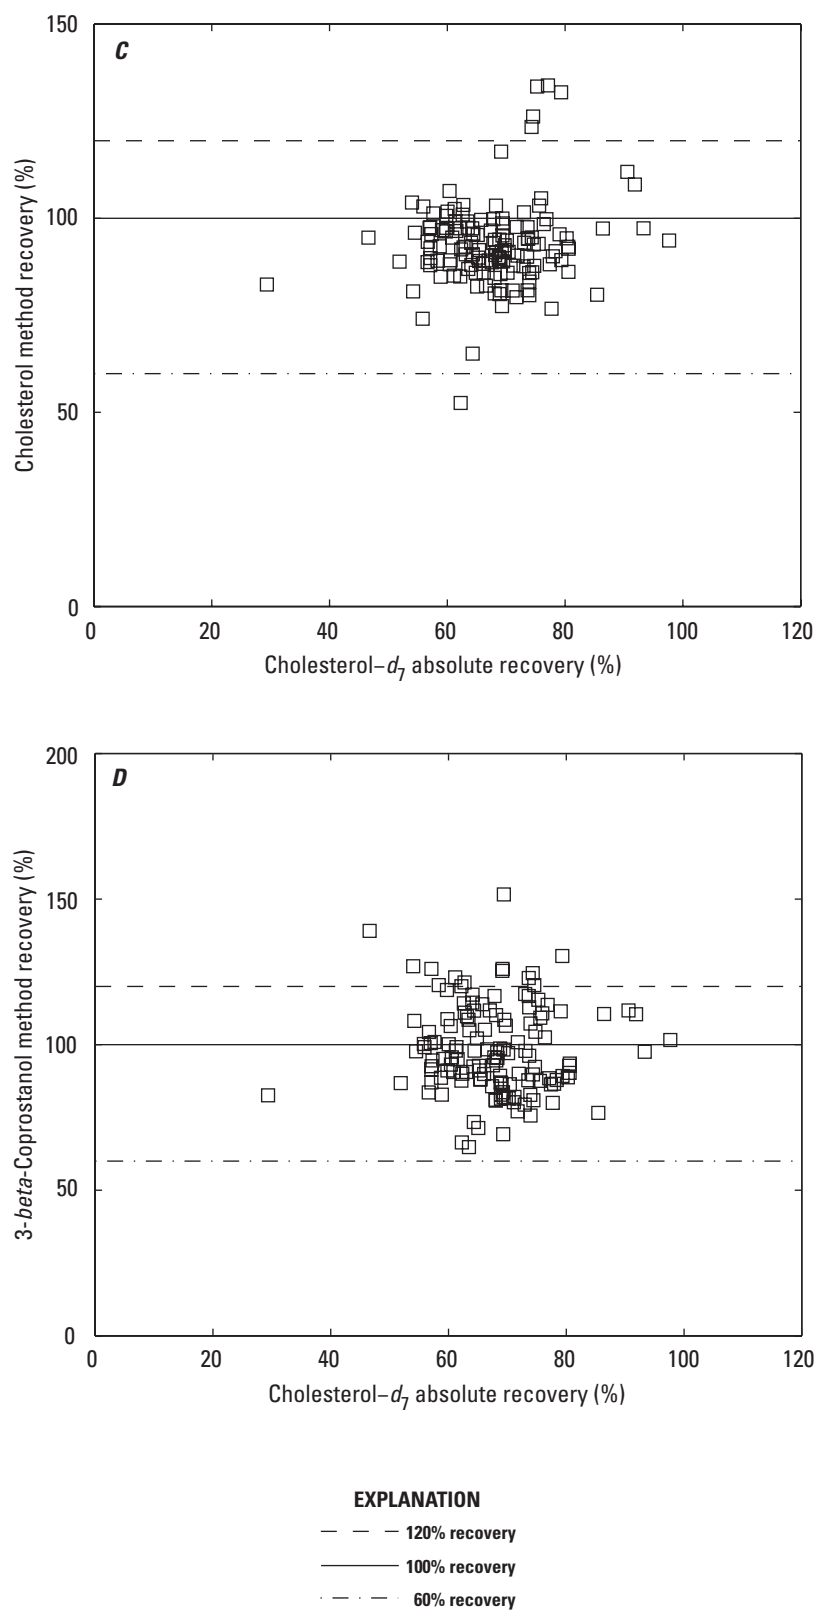 150
C
100
50
0
Cholesterol method recovery (%)
0 20 40 60 80 100 120
Cholesterol–d7 absolute recovery (%)
200
D
150
100
50
0
3-beta-Coprostanol method recovery (%)
0 20 40 60 80 100 120
Cholesterol–d7 absolute recovery (%)
EXPLANATION
120% recovery
100% recovery
60% recovery